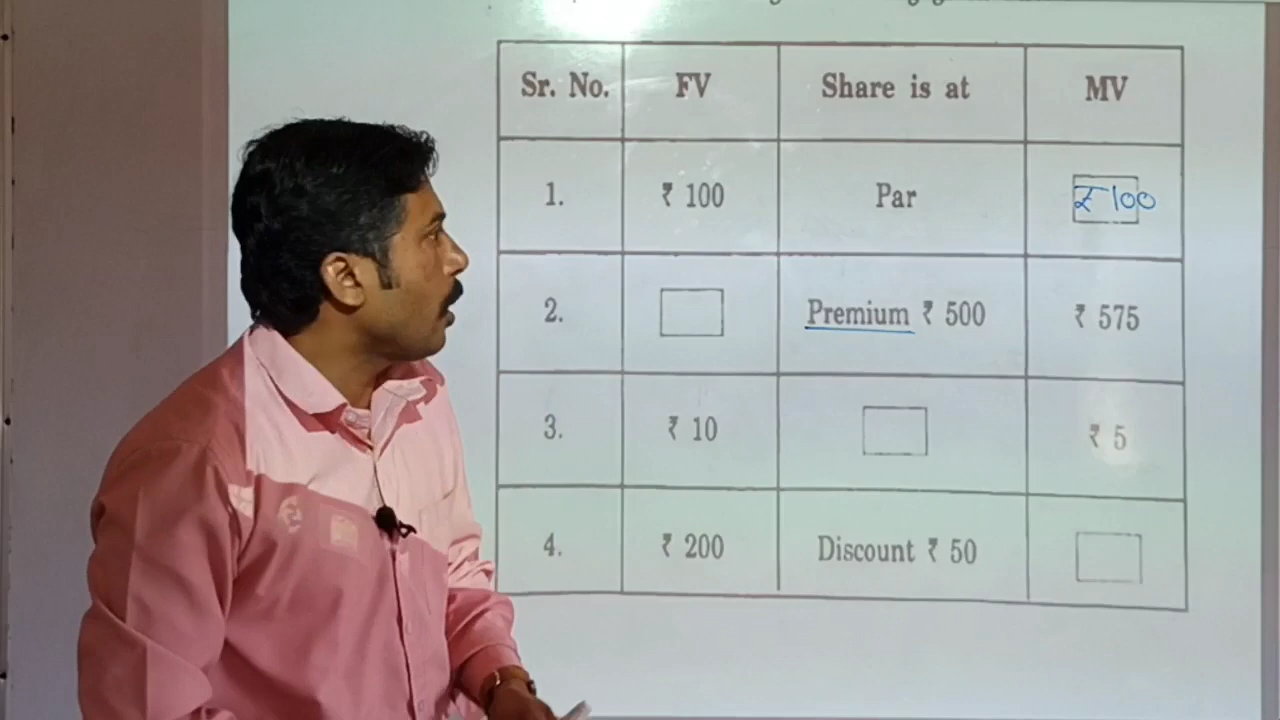 Sr. No. FV Share is at MV
1. ₹ 100 Par ₹ 100
2. Premium ₹ 500 ₹ 575
3. ₹ 10 ₹ 5
4. ₹ 200 Discount ₹ 50